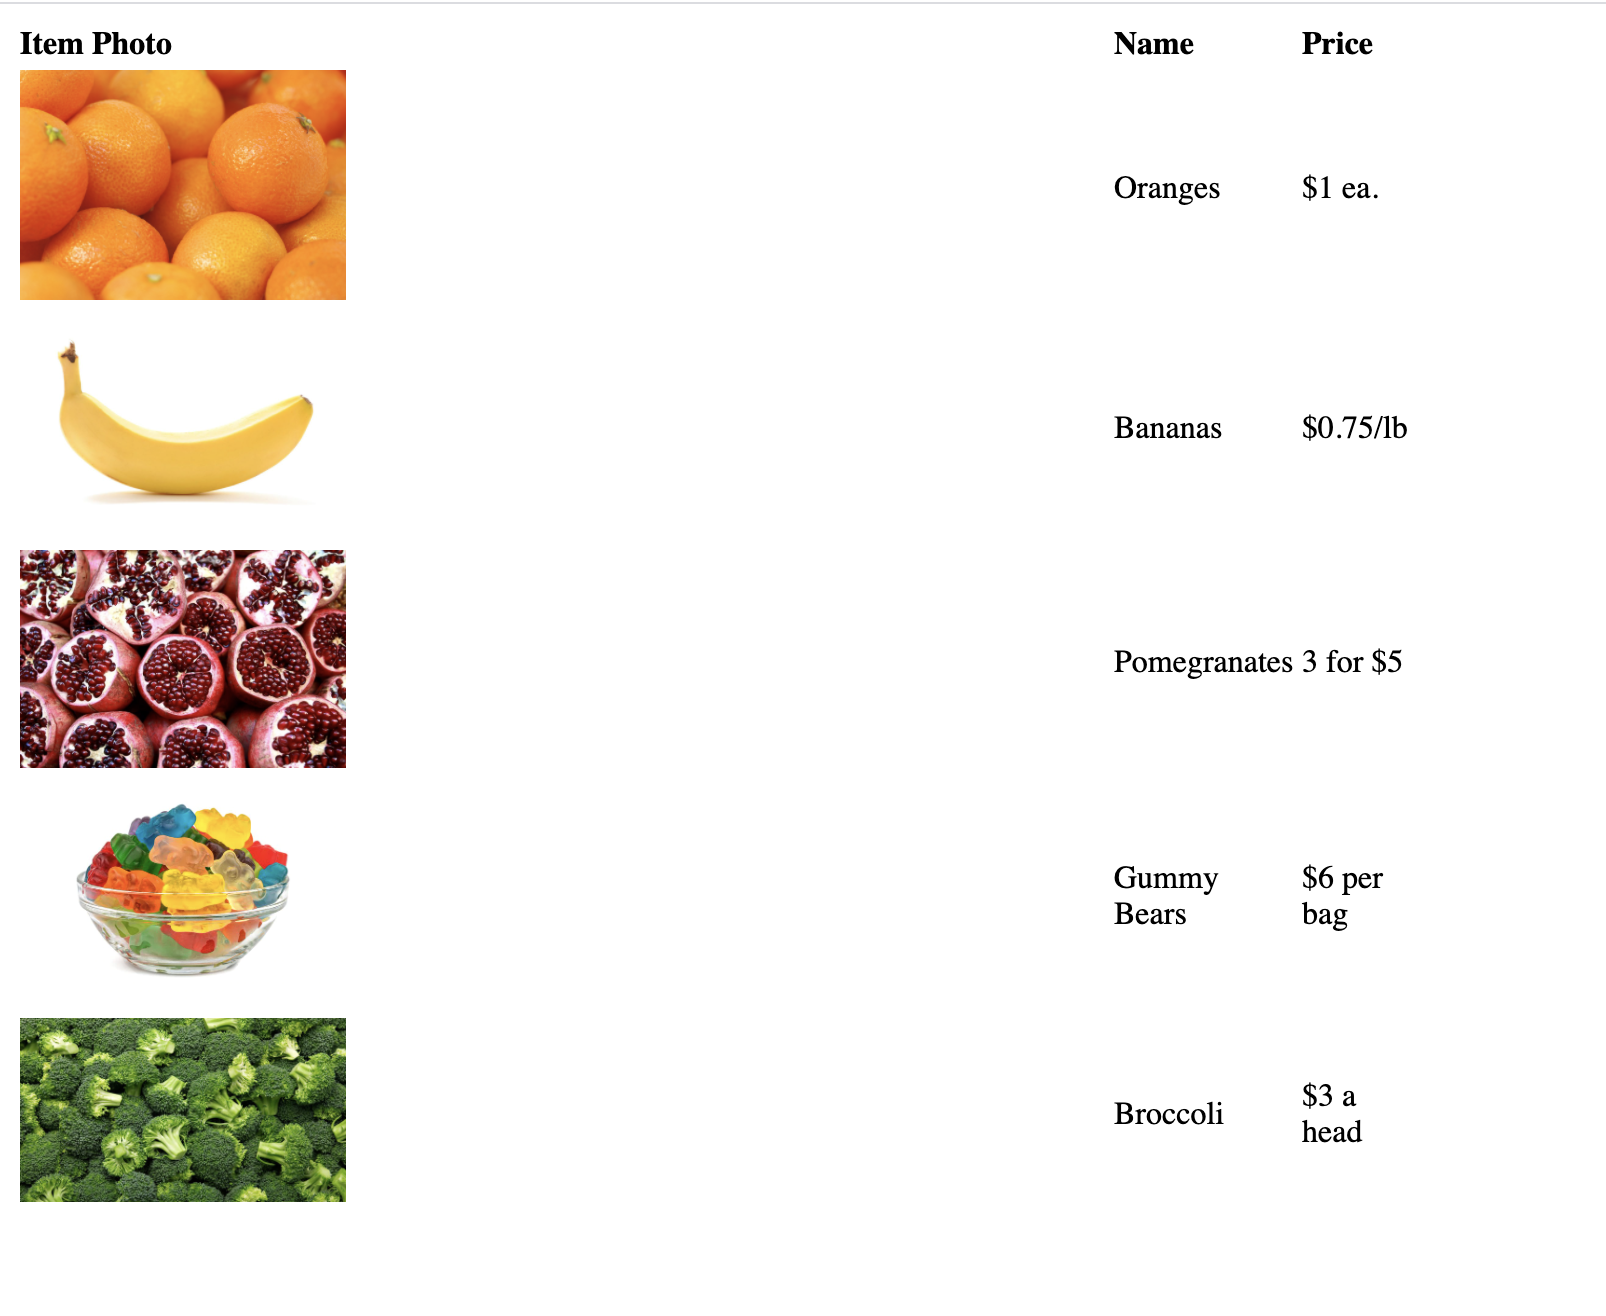 Item Photo Name Price
Oranges $1 ea.
Bananas $0.75/lb
Pomegranates 3 for $5
Gummy $6 per
Bears bag
Broccoli $3 a
head